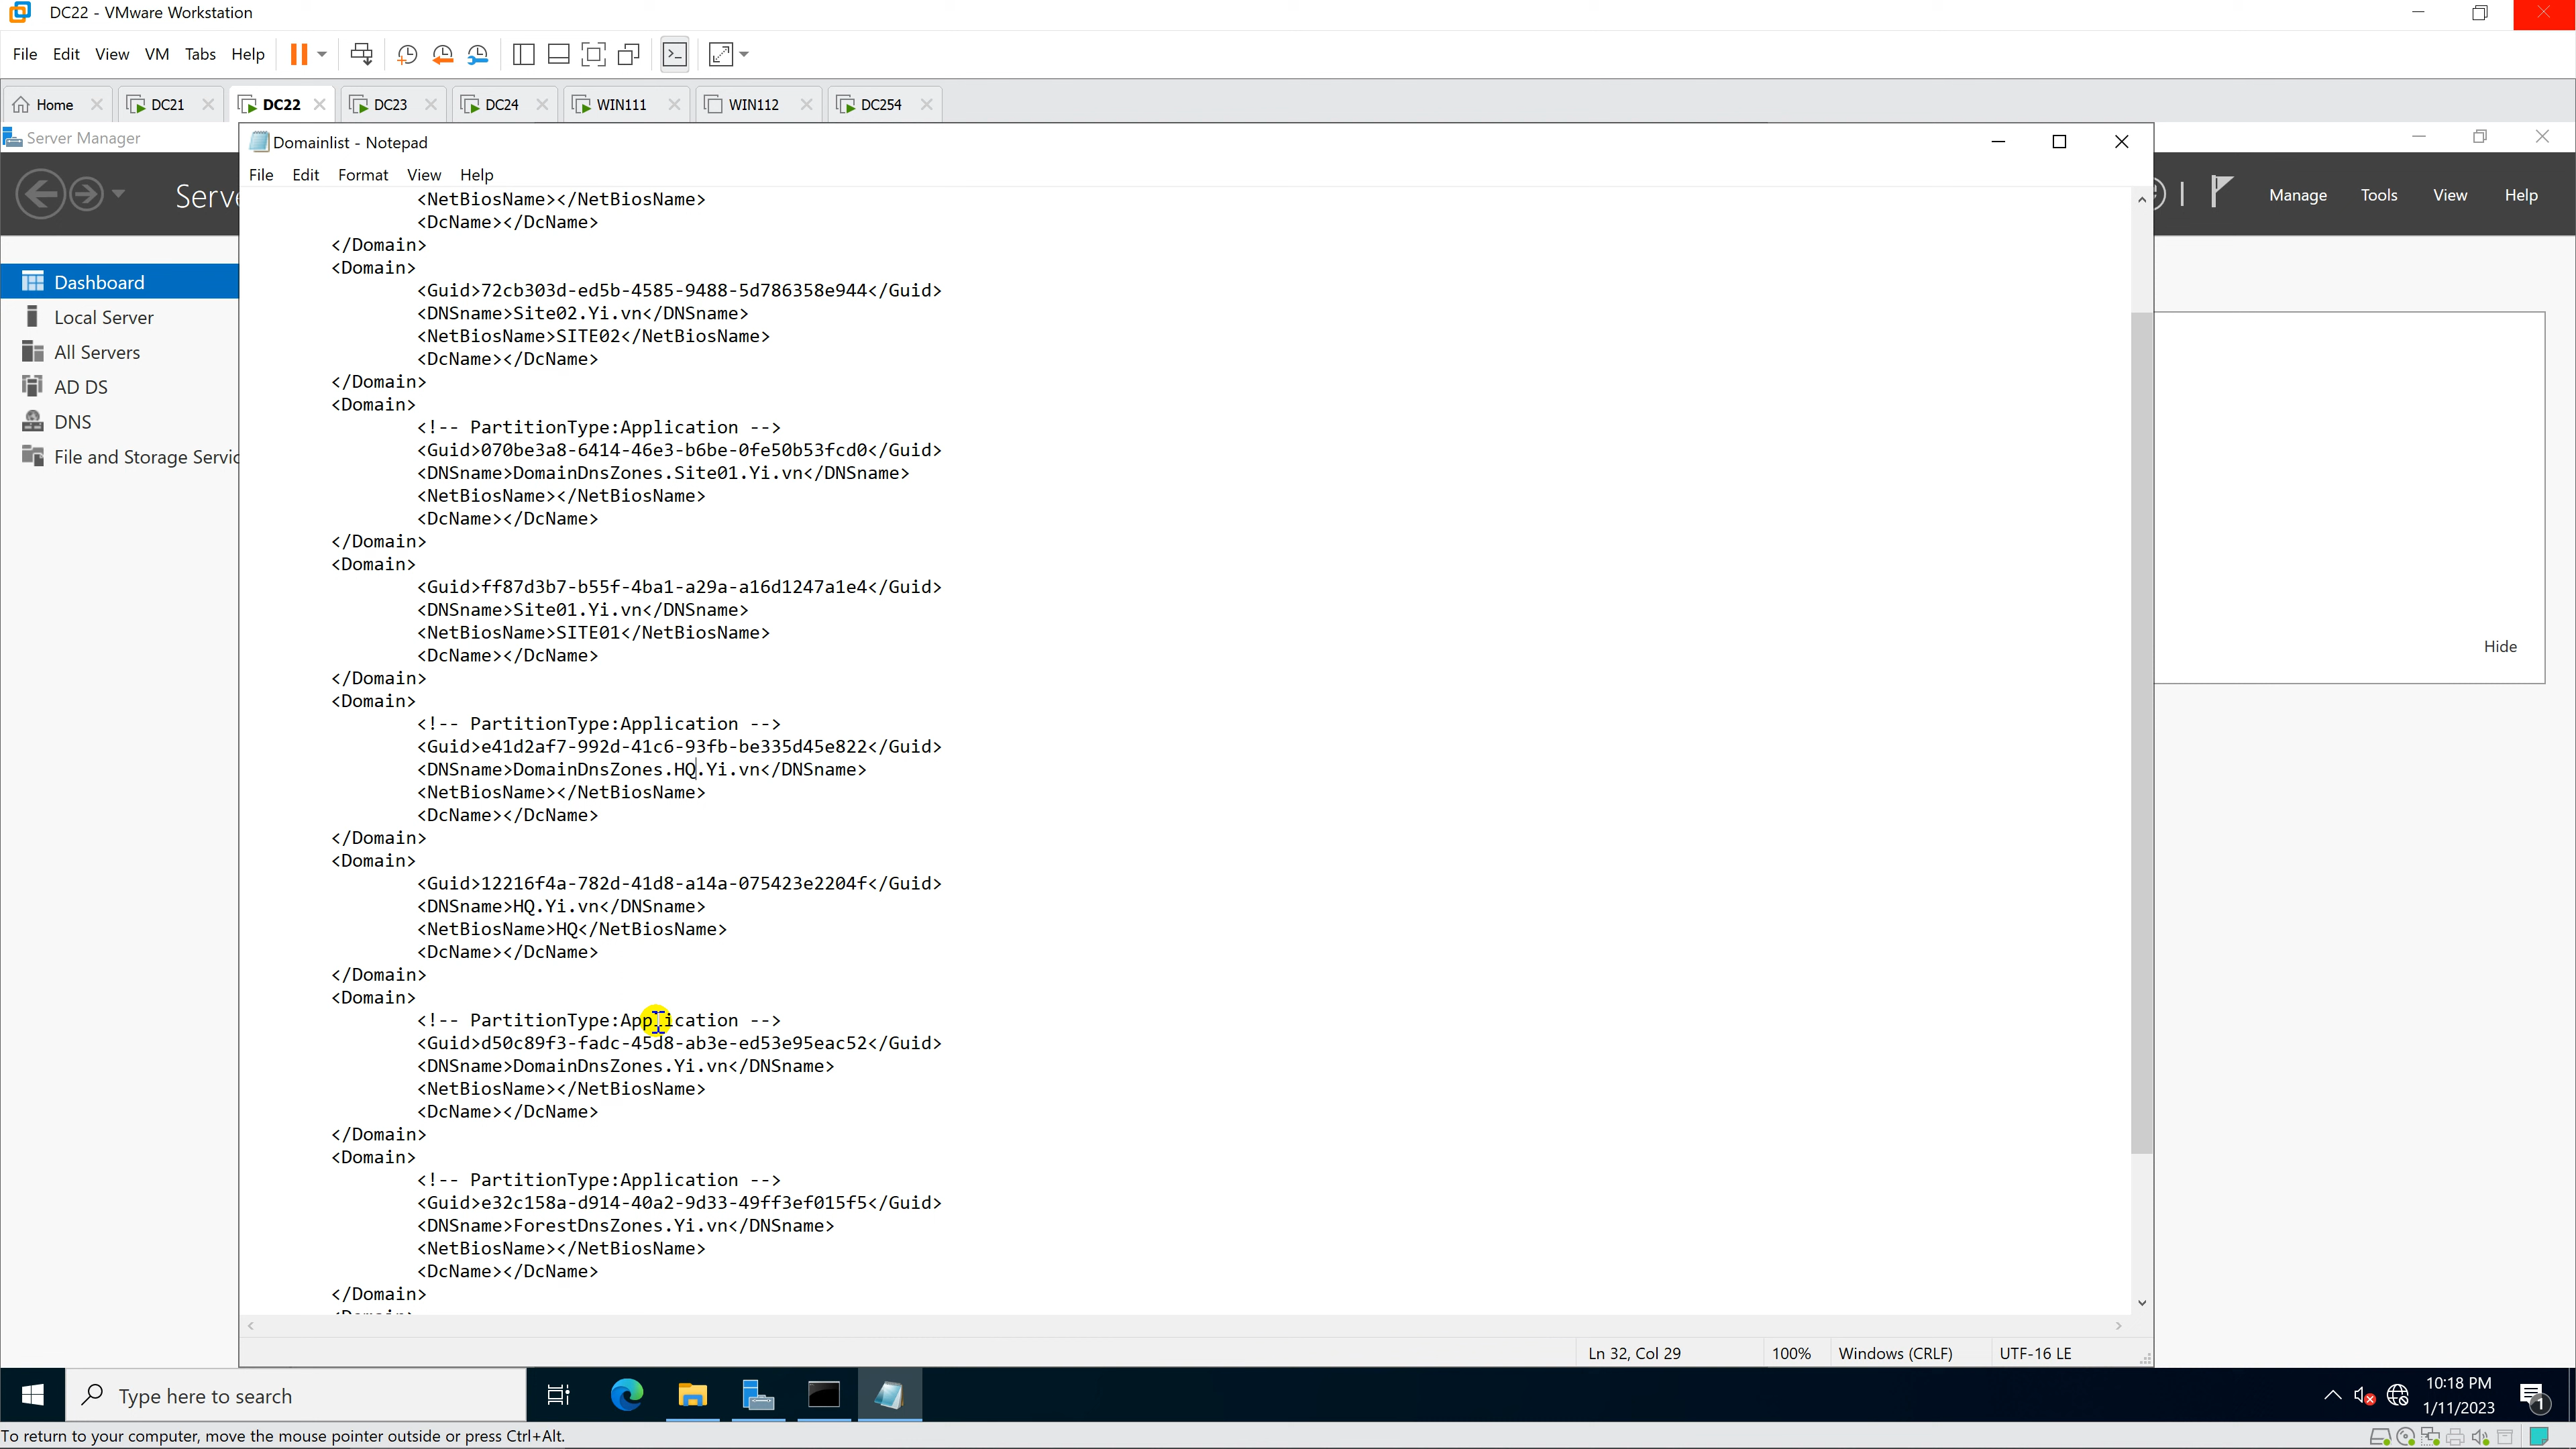 DC22 - VMware Workstation
File Edit View VM Tabs Help
Home DC21 DC22 DC23 DC24 WIN111 WIN112 DC254
Server Manager
Domainlist - Notepad
File Edit Format View Help
Serve
Manage Tools View Help
Dashboard
Local Server
All Servers
AD DS
DNS
File and Storage Servic
<NetBiosName></NetBiosName>
<DcName></DcName>
</Domain>
<Domain>
<Guid>72cb303d-ed5b-4585-9488-5d786358e944</Guid>
<DNSname>Site02.Yi.vn</DNSname>
<NetBiosName>SITE02</NetBiosName>
<DcName></DcName>
</Domain>
<Domain>
<!-- PartitionType:Application -->
<Guid>070be3a8-6414-46e3-b6be-0fe50b53fcd0</Guid>
<DNSname>DomainDnsZones.Site01.Yi.vn</DNSname>
<NetBiosName></NetBiosName>
<DcName></DcName>
</Domain>
<Domain>
<Guid>ff87d3b7-b55f-4ba1-a29a-a16d1247a1e4</Guid>
<DNSname>Site01.Yi.vn</DNSname>
<NetBiosName>SITE01</NetBiosName>
<DcName></DcName>
</Domain>
<Domain>
<!-- PartitionType:Application -->
<Guid>e41d2af7-992d-41c6-93fb-be335d45e822</Guid>
<DNSname>DomainDnsZones.HQ.Yi.vn</DNSname>
<NetBiosName></NetBiosName>
<DcName></DcName>
</Domain>
<Domain>
<Guid>12216f4a-782d-41d8-a14a-075423e2204f</Guid>
<DNSname>HQ.Yi.vn</DNSname>
<NetBiosName>HQ</NetBiosName>
<DcName></DcName>
</Domain>
<Domain>
<!-- PartitionType:Application -->
<Guid>d50c89f3-fadc-45d8-ab3e-ed53e95eac52</Guid>
<DNSname>DomainDnsZones.Yi.vn</DNSname>
<NetBiosName></NetBiosName>
<DcName></DcName>
</Domain>
<Domain>
<!-- PartitionType:Application -->
<Guid>e32c158a-d914-40a2-9d33-49ff3ef015f5</Guid>
<DNSname>ForestDnsZones.Yi.vn</DNSname>
<NetBiosName></NetBiosName>
<DcName></DcName>
</Domain>
<Domain>
Hide
Ln 32, Col 29 100% Windows (CRLF) UTF-16 LE
Type here to search
10:18 PM
1/11/2023
1
To return to your computer, move the mouse pointer outside or press Ctrl+Alt.